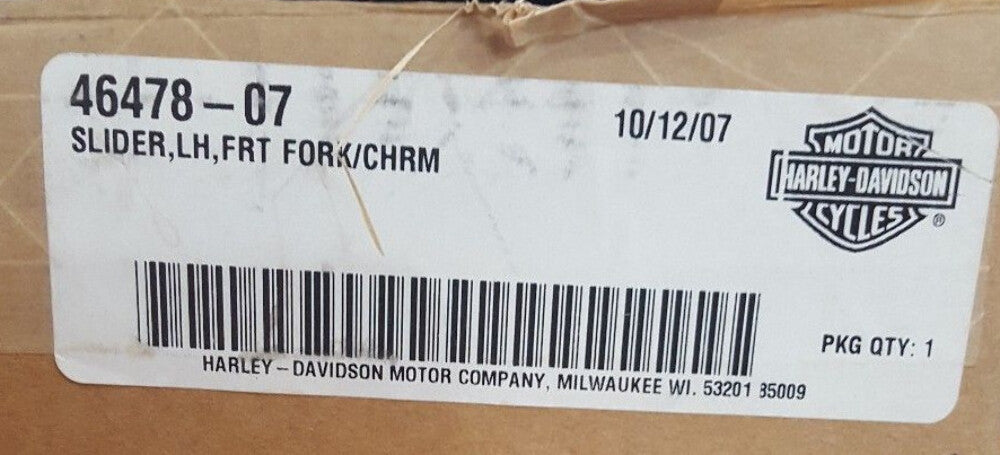 46478-07
SLIDER,LH,FRT FORK/CHRM
10/12/07
MOTOR
HARLEY-DAVIDSON
CYCLES
®
PKG QTY: 1
HARLEY-DAVIDSON MOTOR COMPANY, MILWAUKEE WI. 53201 35009